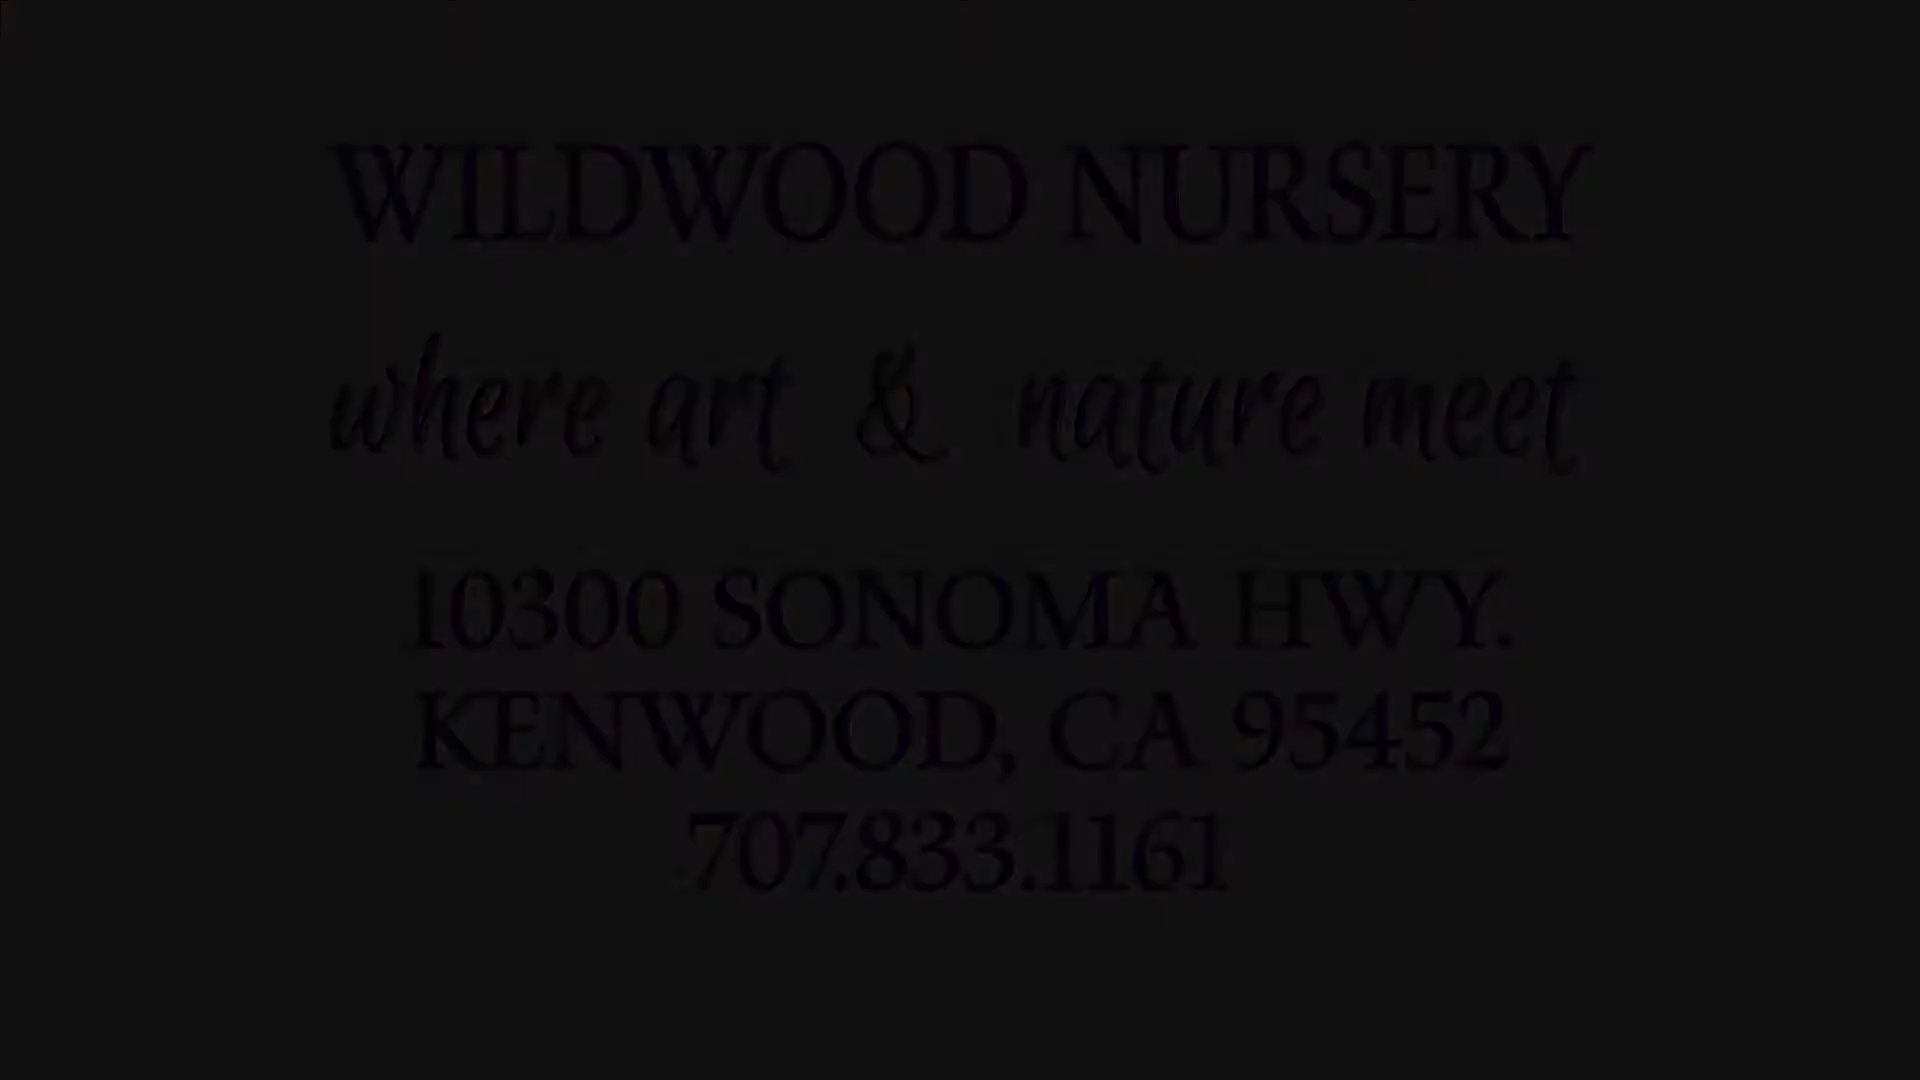 WILDWOOD NURSERY
where art & nature meet
10300 SONOMA HWY.
KENWOOD, CA 95452
707.833.1161